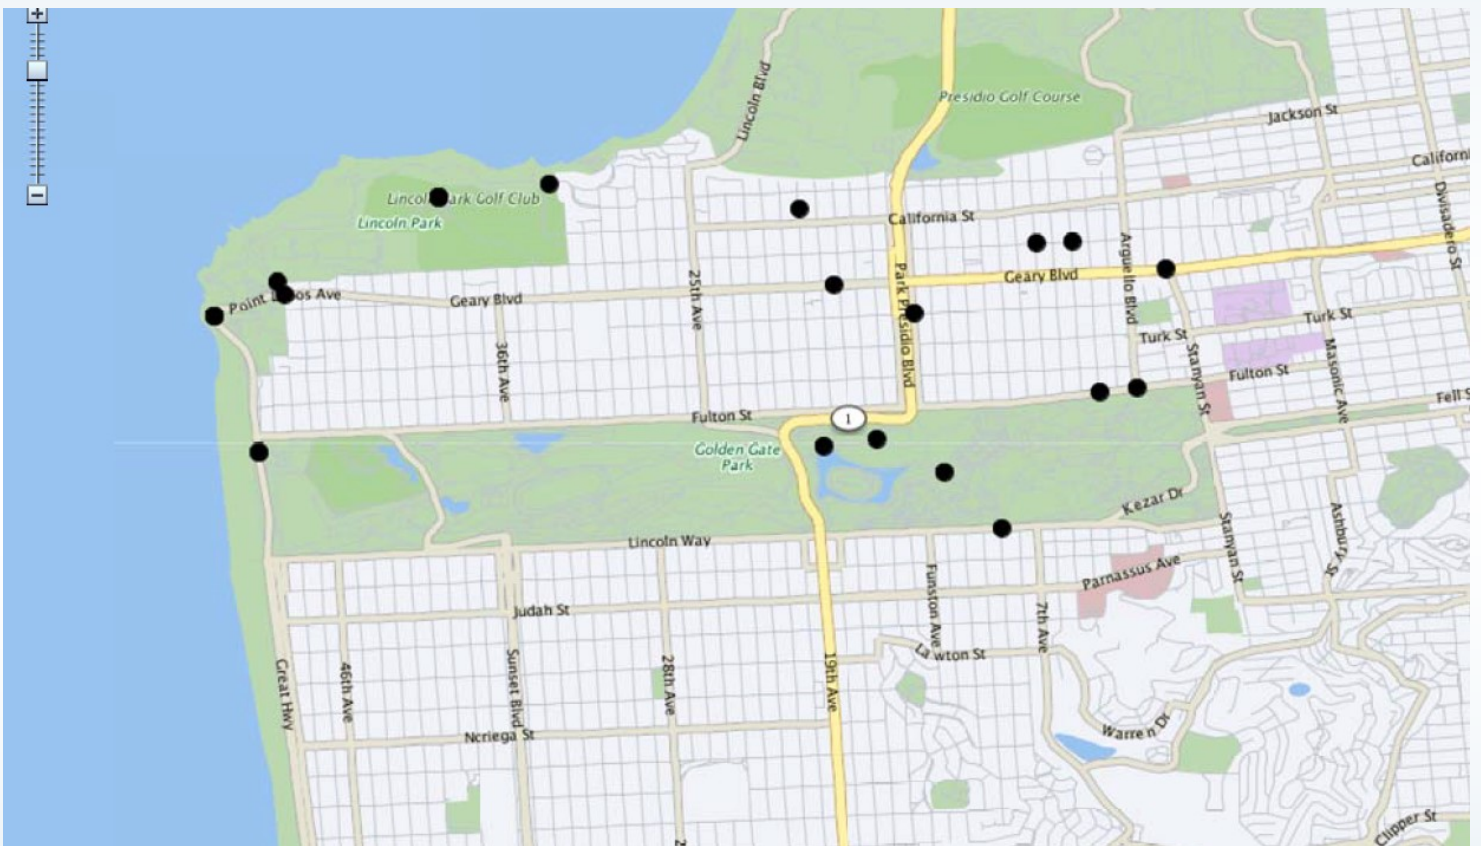 +
Lincoln Blvd
Presidio Golf Course
Jackson St
Californ
Divisadero St
Lincol ark Golf Club
Lincoln Park
California St
Arguello Blvd
Point L bos Ave
Geary Blvd
25th Ave
Park Presidio Blvd
Geary Blvd
36th Ave
Turk St
Turk St
Stanyan St
Masonic Ave
Fulton St
Fulton St
Fell S
1
Golden Gate
Park
Kezar Dr
Ashbury St
Lincoln Way
Stanyan St
Parnassus Ave
Funston Ave
7th Ave
Judah St
Lawton St
Great Hwy
46th Ave
Sunset Blvd
28th Ave
19th Ave
Warren Dr
Noriega St
Clipper St
2